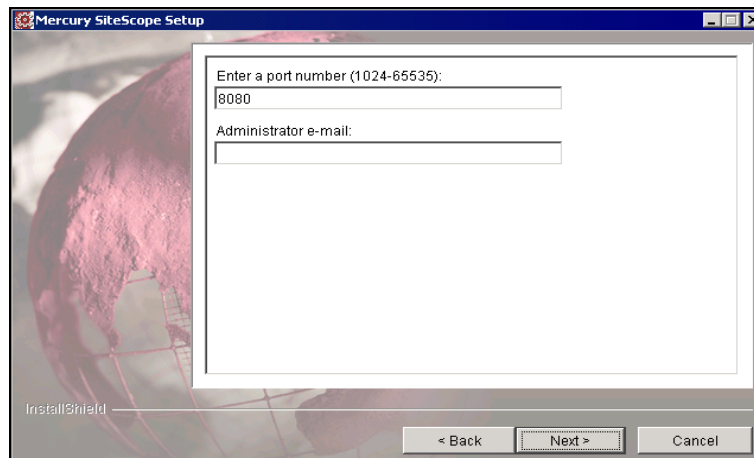 Mercury SiteScope Setup
Enter a port number (1024-65535):
8080
Administrator e-mail:
InstallShield
< Back
Next >
Cancel